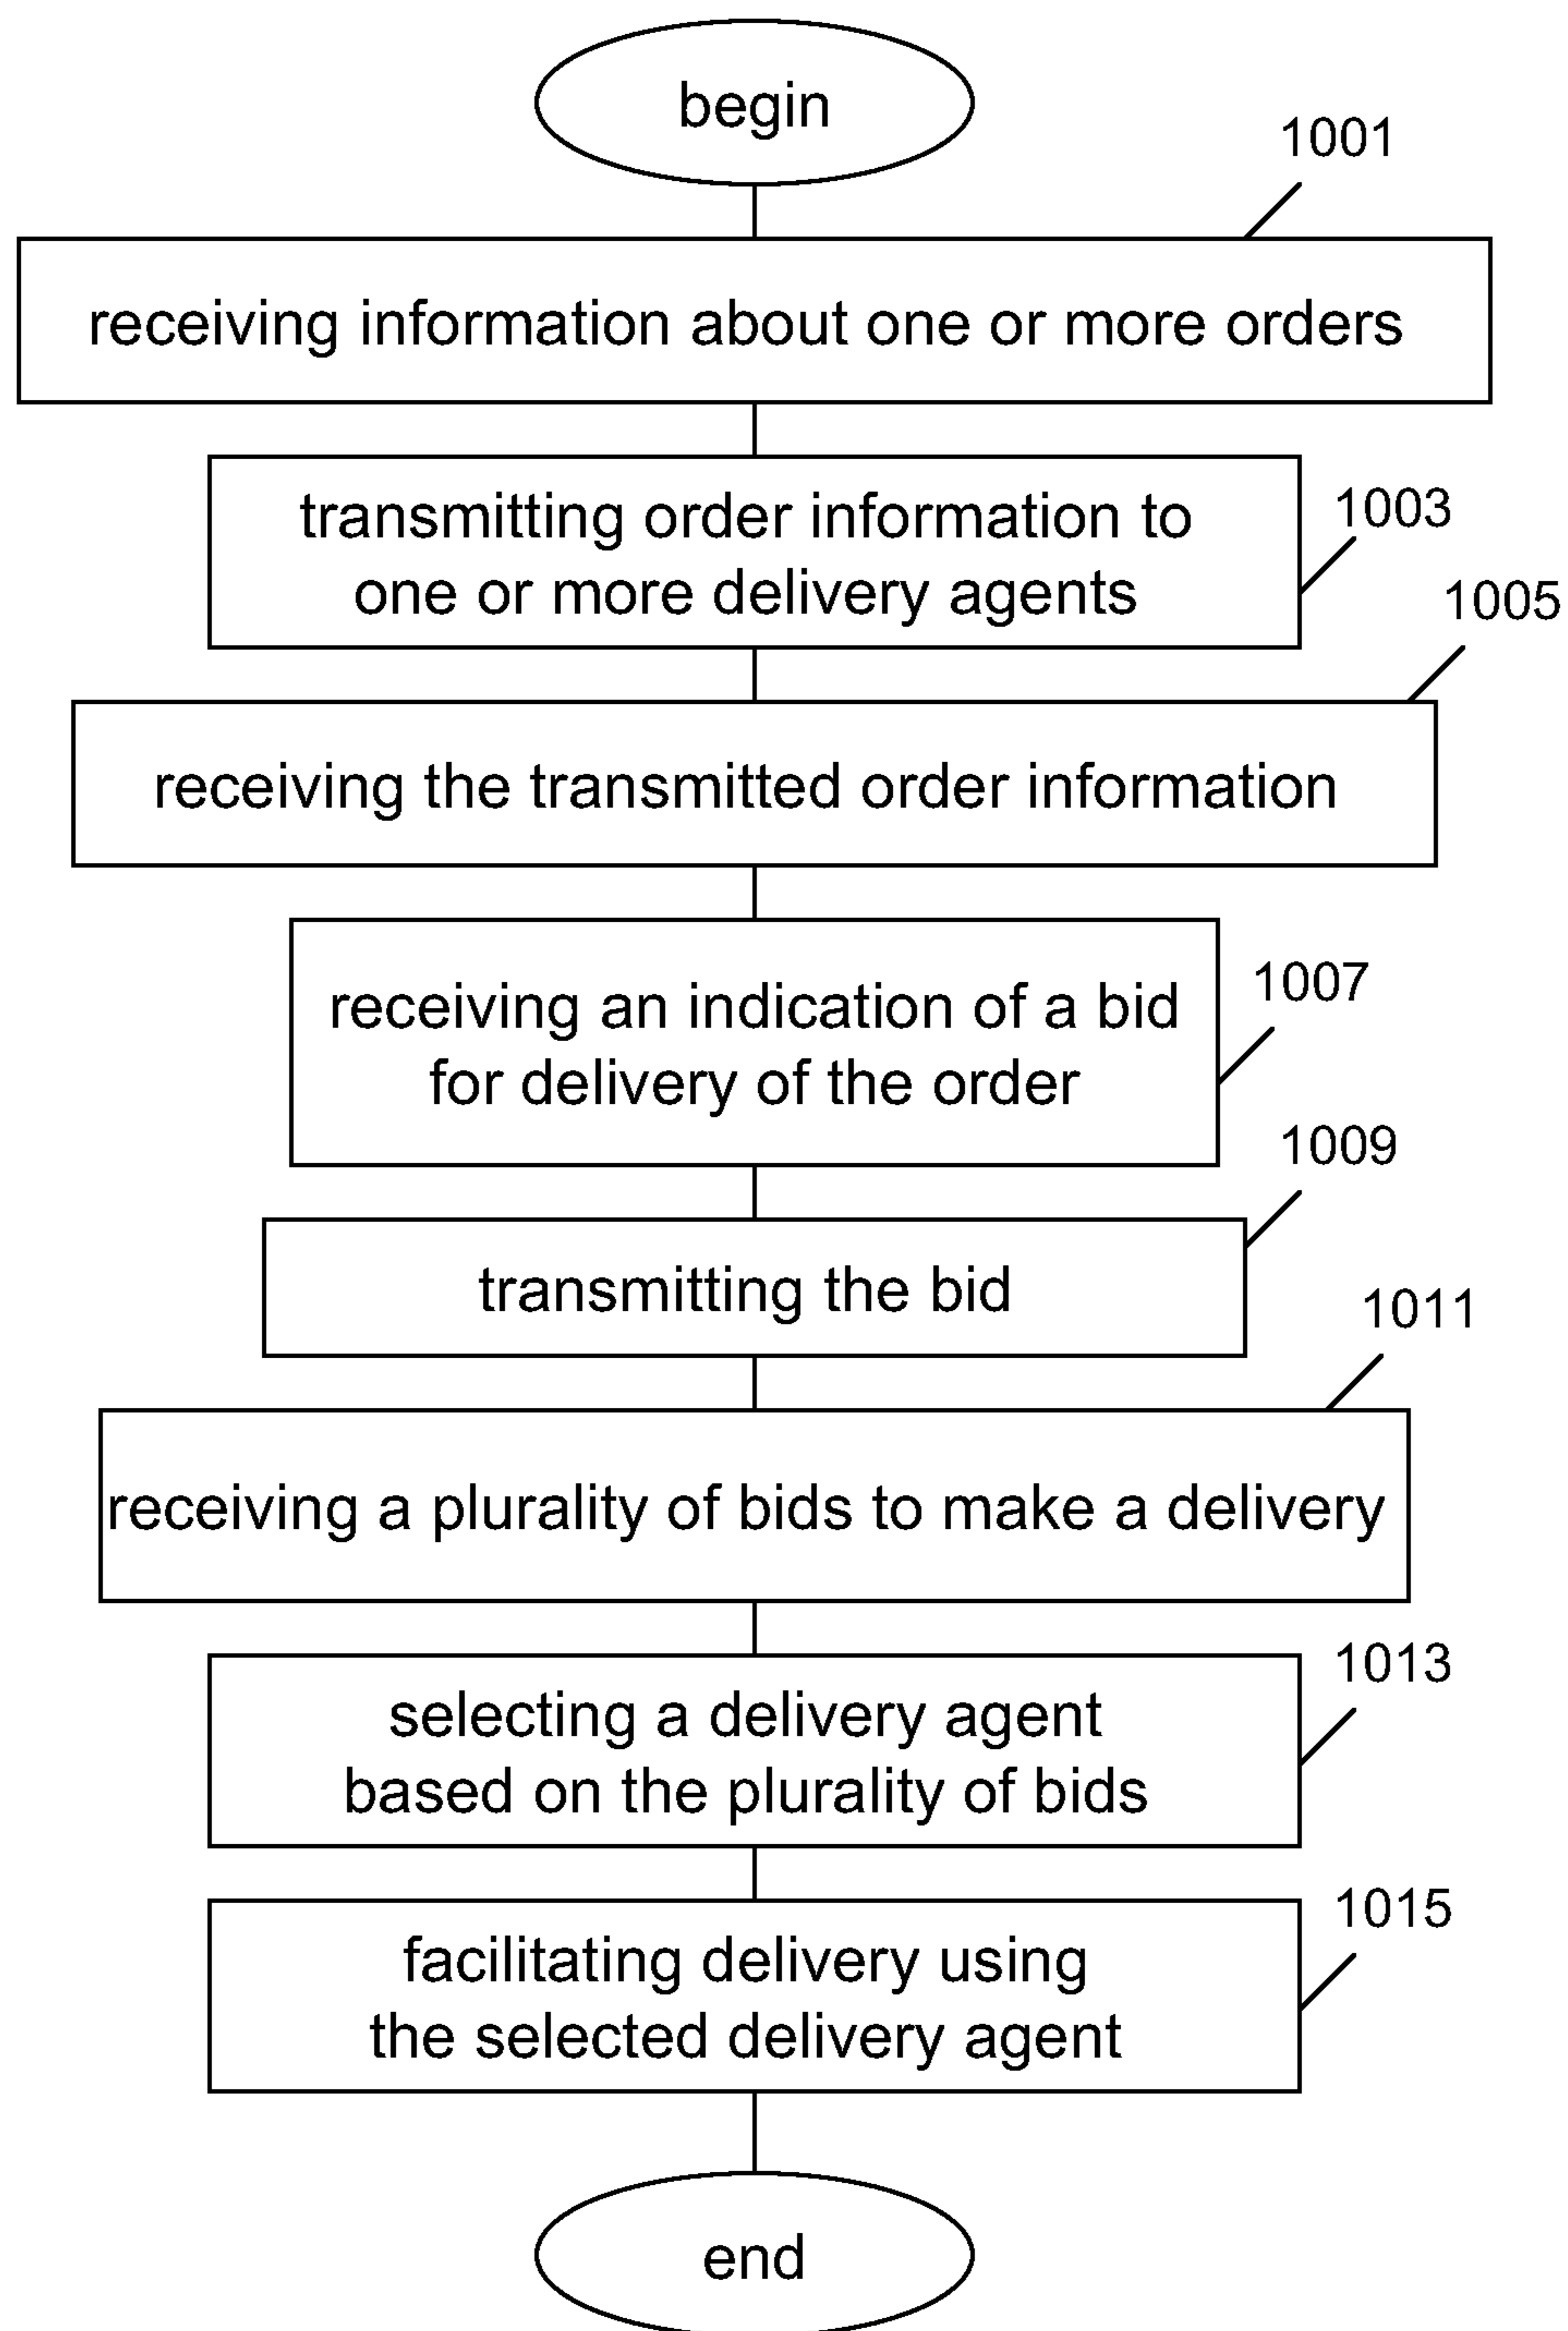 begin
1001
receiving information about one or more orders
transmitting order information to
one or more delivery agents
1003
1005
receiving the transmitted order information
receiving an indication of a bid
for delivery of the order
1007
1009
transmitting the bid
1011
receiving a plurality of bids to make a delivery
1013
selecting a delivery agent
based on the plurality of bids
1015
facilitating delivery using
the selected delivery agent
end